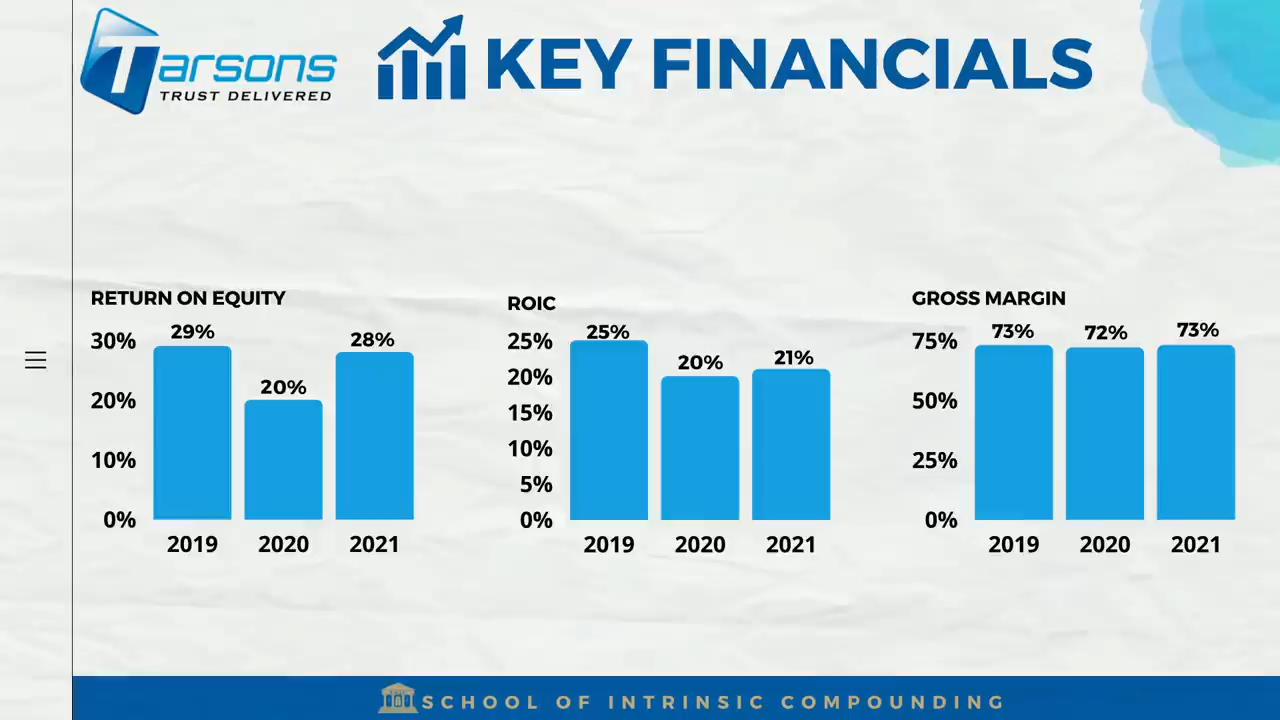 Tarsons
TRUST DELIVERED
KEY FINANCIALS
RETURN ON EQUITY
30%
20%
10%
0%
29%
20%
28%
2019 2020 2021
ROIC
25%
20%
15%
10%
5%
0%
25%
20%
21%
2019 2020 2021
GROSS MARGIN
75%
50%
25%
0%
73%
72%
73%
2019 2020 2021
SCHOOL OF INTRINSIC COMPOUNDING